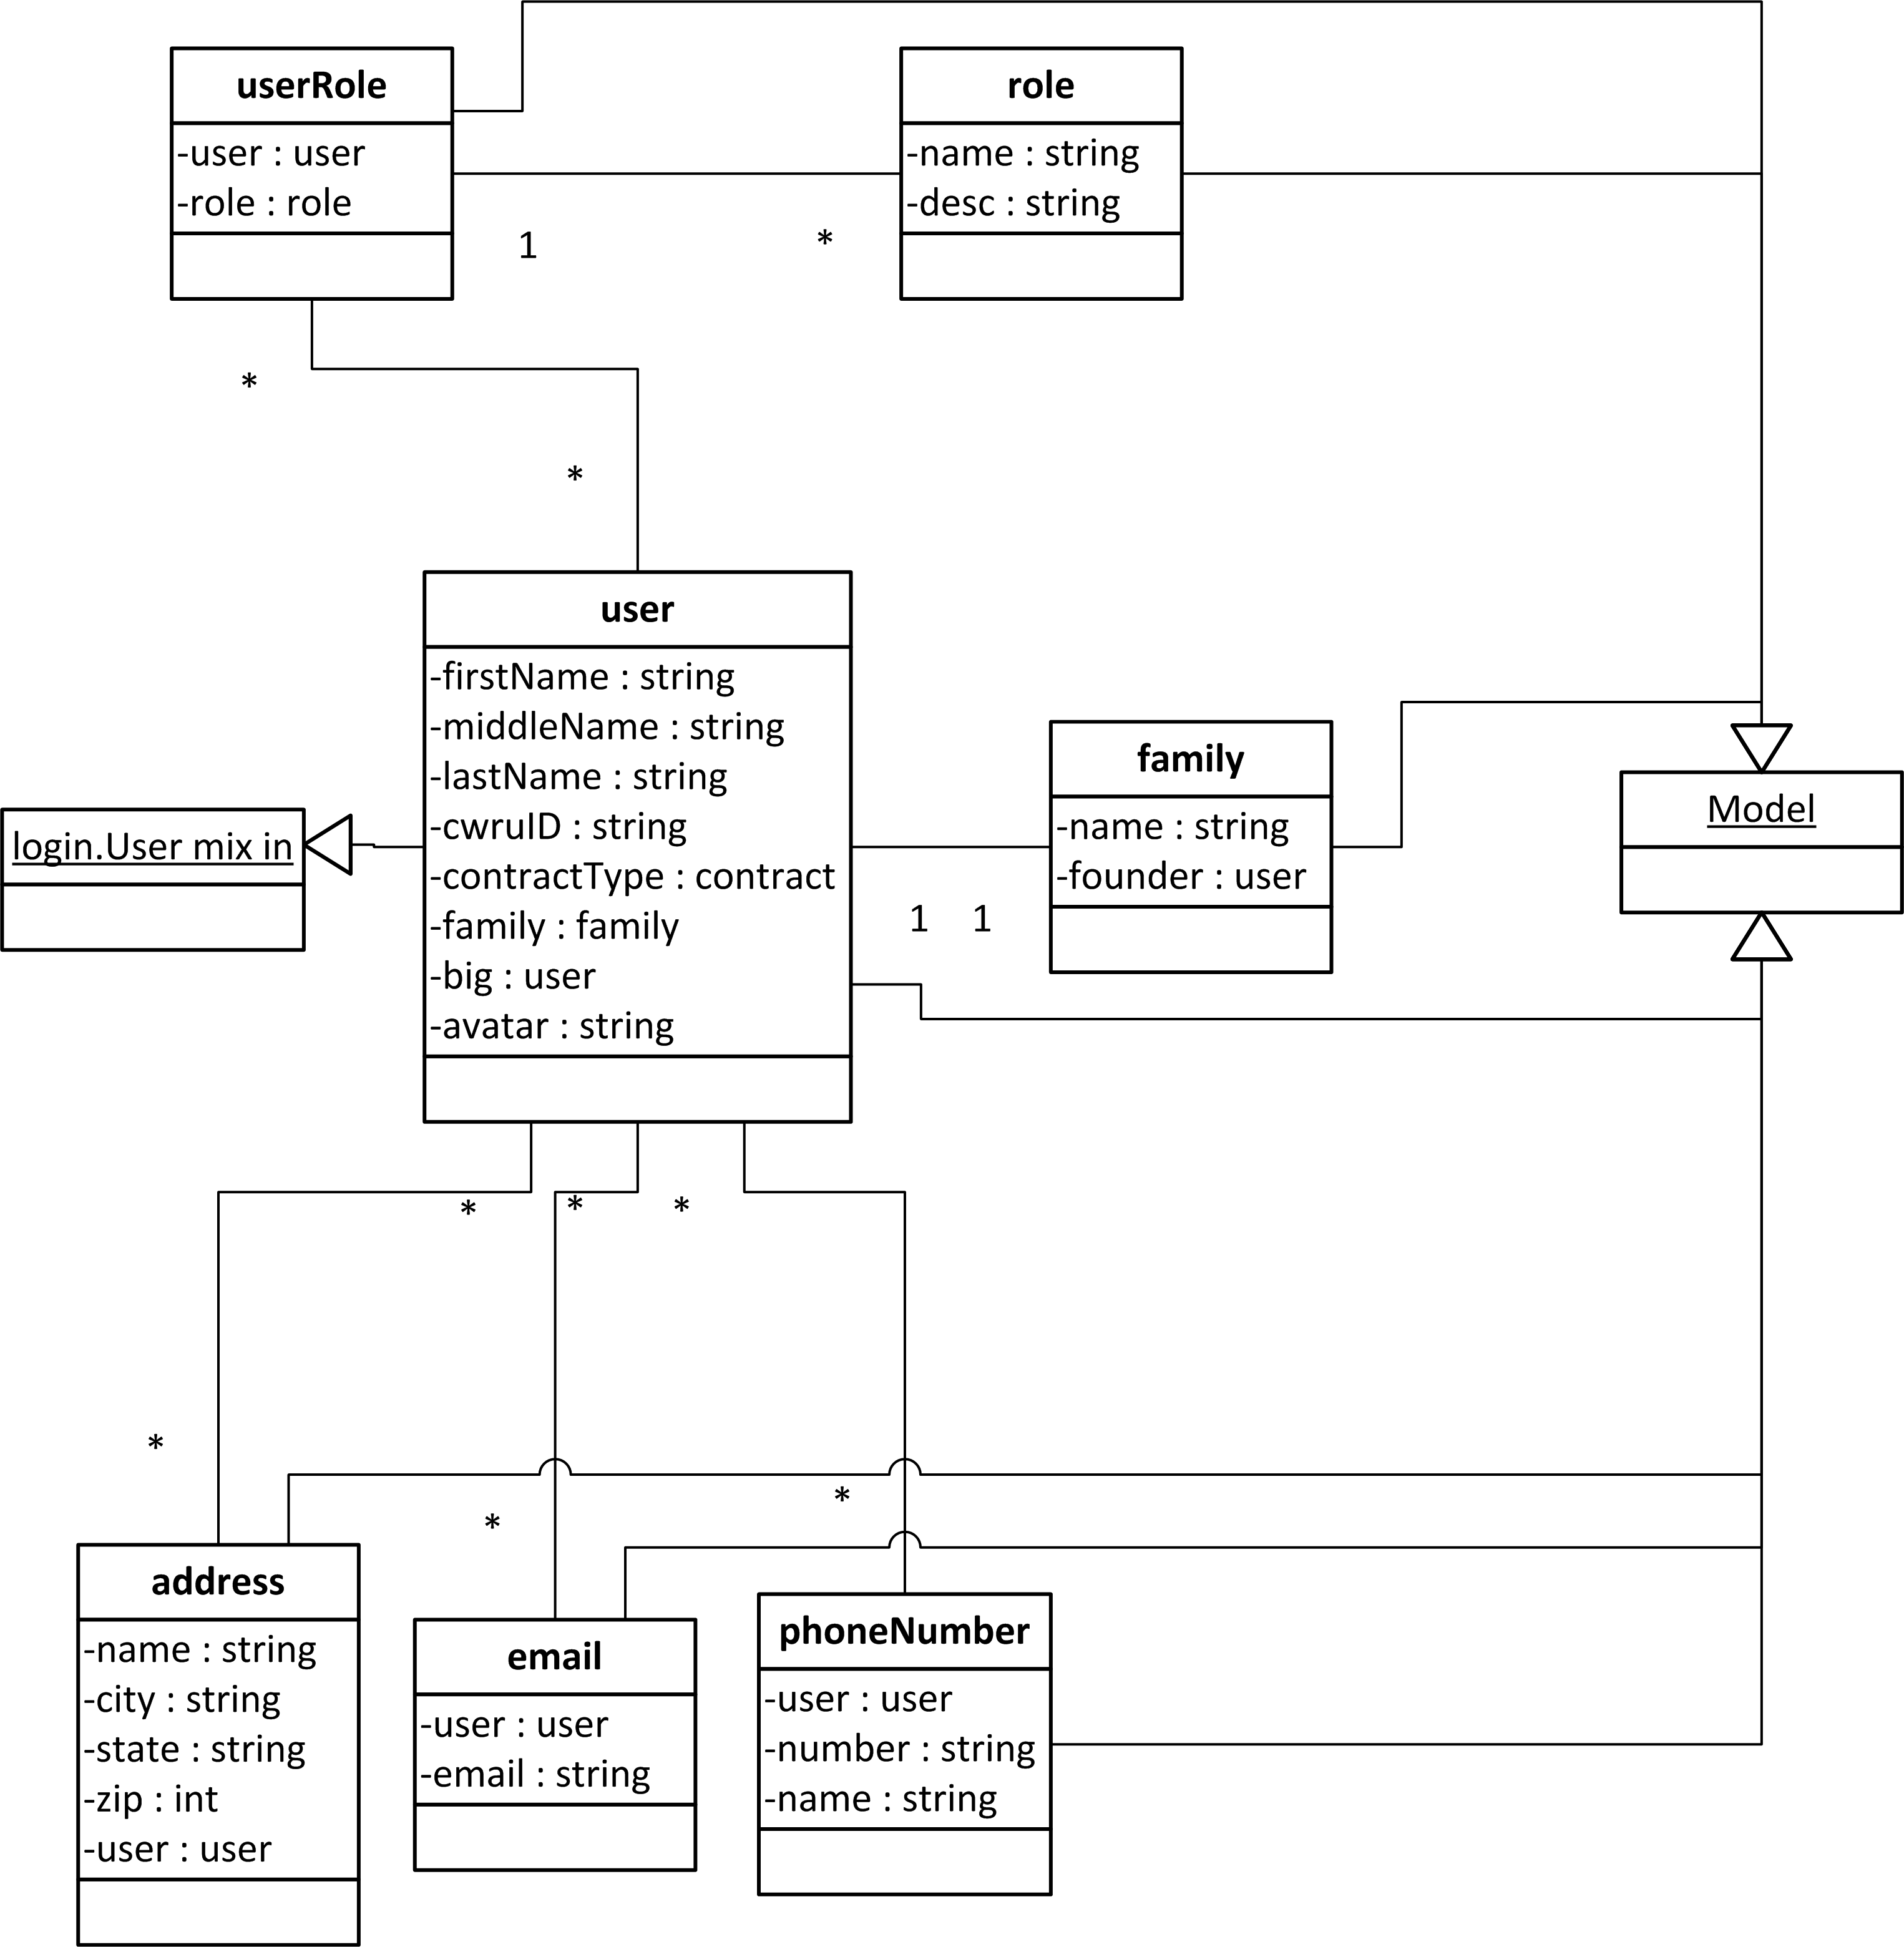 userRole
-user : user
-role : role
role
-name : string
-desc : string
1
*
*
*
user
-firstName : string
-middleName : string
-lastName : string
-cwruID : string
-contractType : contract
-family : family
-big : user
-avatar : string
login.User mix in
family
-name : string
-founder : user
1
1
Model
*
*
*
*
*
*
address
-name : string
-city : string
-state : string
-zip : int
-user : user
email
-user : user
-email : string
phoneNumber
-user : user
-number : string
-name : string